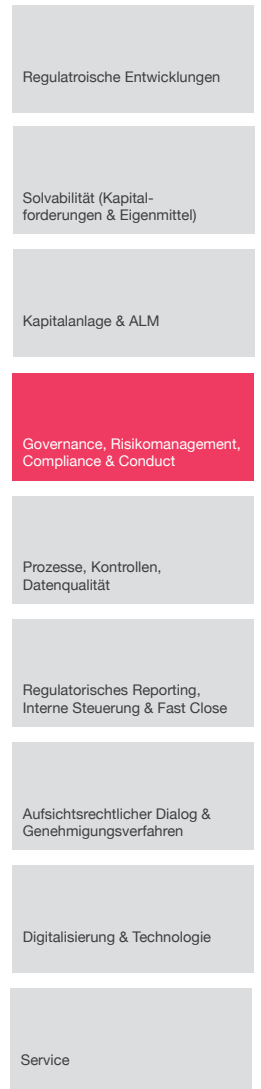 Regulatroische Entwicklungen
Solvabilität (Kapital-
forderungen & Eigenmittel)
Kapitalanlage & ALM
Governance, Risikomanagement,
Compliance & Conduct
Prozesse, Kontrollen,
Datenqualität
Regulatorisches Reporting,
Interne Steuerung & Fast Close
Aufsichtsrechtlicher Dialog &
Genehmigungsverfahren
Digitalisierung & Technologie
Service